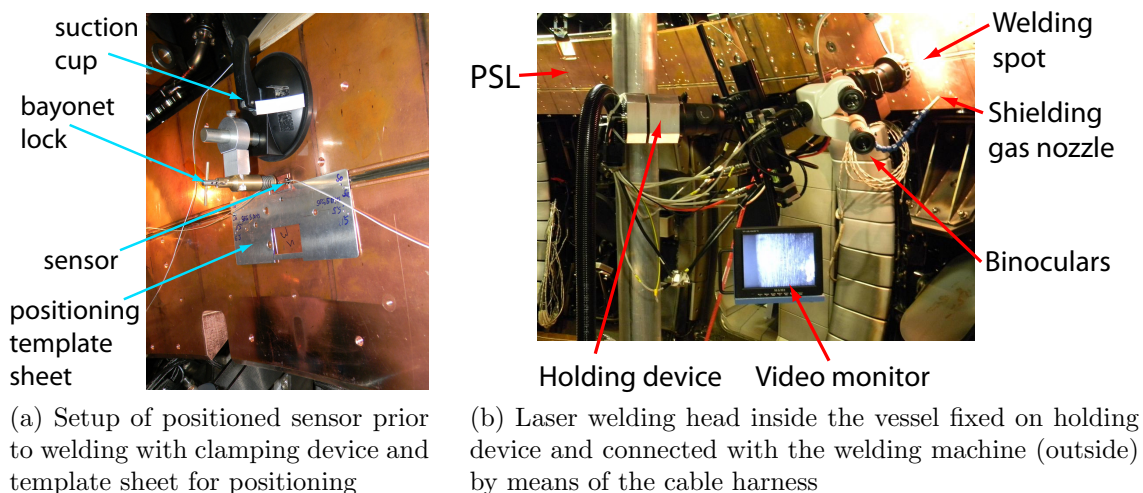 suction
cup
bayonet
lock
sensor
positioning
template
sheet
PSL
Welding
spot
Shielding
gas nozzle
Binoculars
Holding device
Video monitor
(a) Setup of positioned sensor prior
to welding with clamping device and
template sheet for positioning
(b) Laser welding head inside the vessel fixed on holding
device and connected with the welding machine (outside)
by means of the cable harness